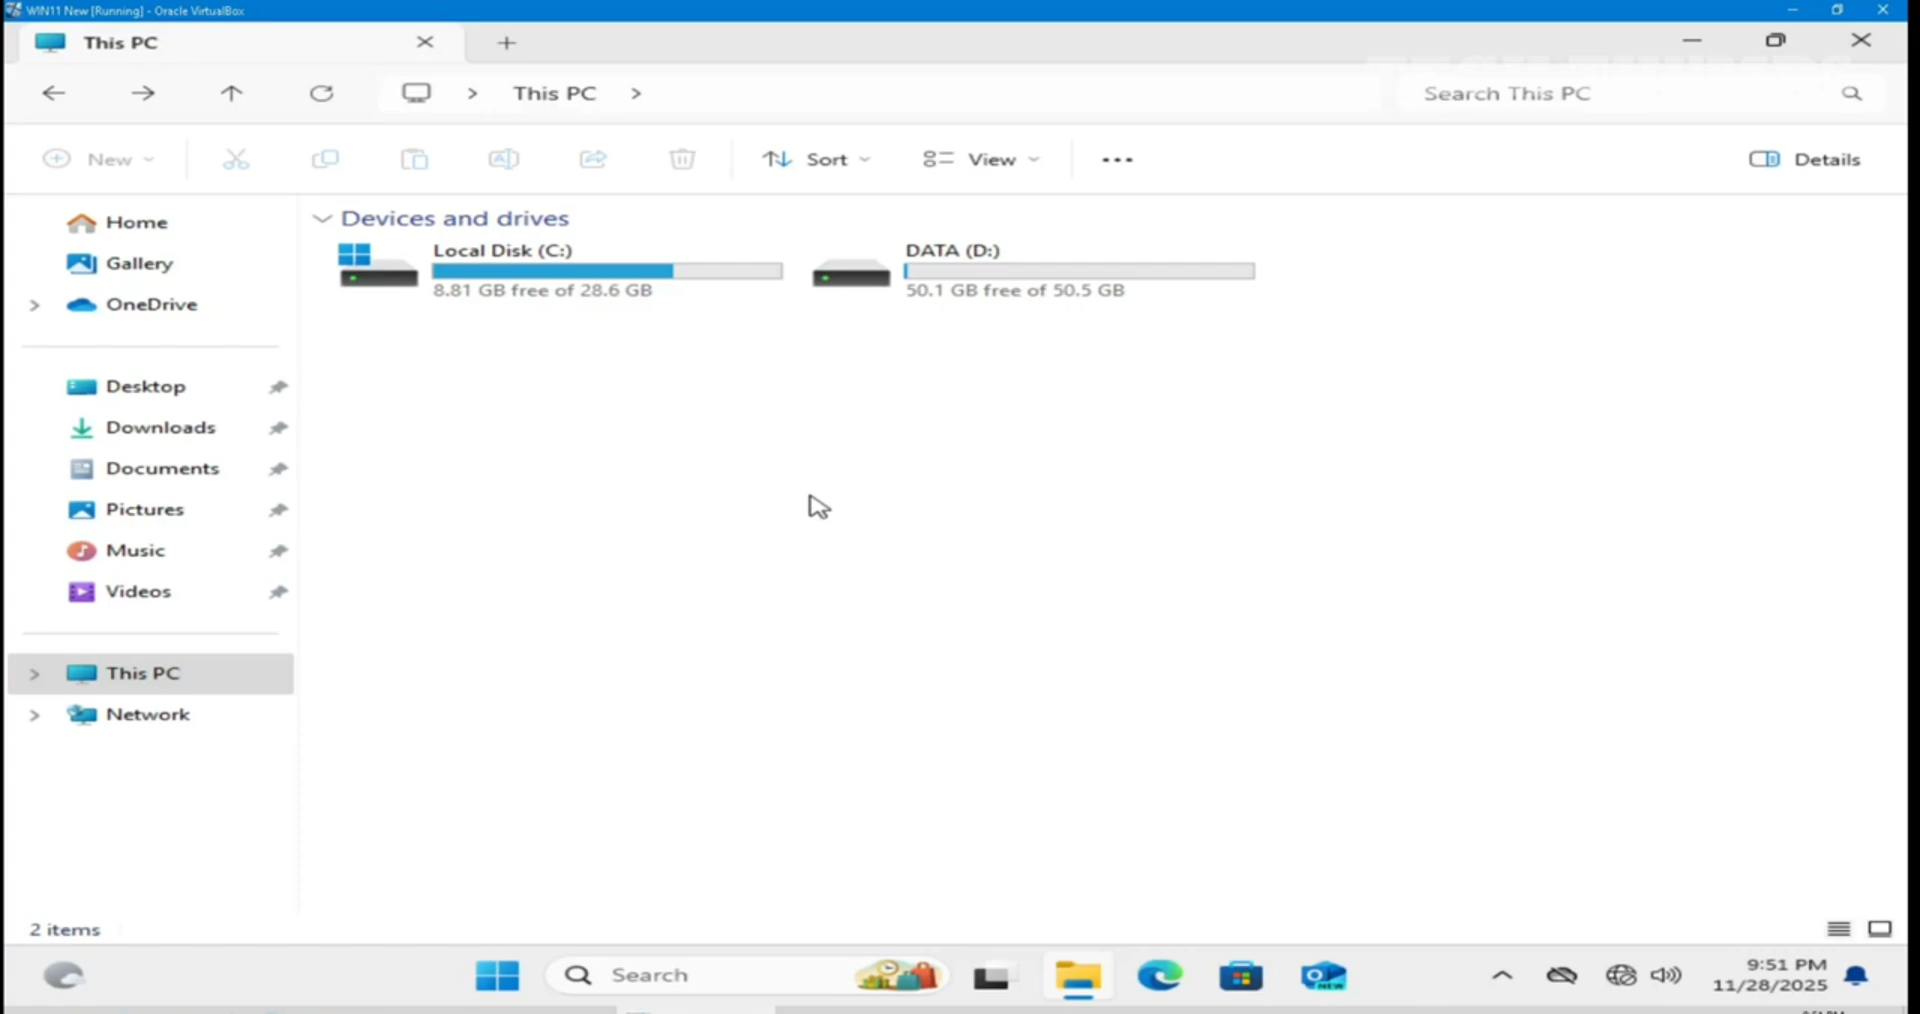 WIN11 New [Running] - Oracle VirtualBox
This PC
This PC
Search This PC
New
Sort
View
Details
Home
Gallery
OneDrive
Desktop
Downloads
Documents
Pictures
Music
Videos
This PC
Network
Devices and drives
Local Disk (C:)
8.81 GB free of 28.6 GB
DATA (D:)
50.1 GB free of 50.5 GB
2 items
Search
NEW
9:51 PM
11/28/2025